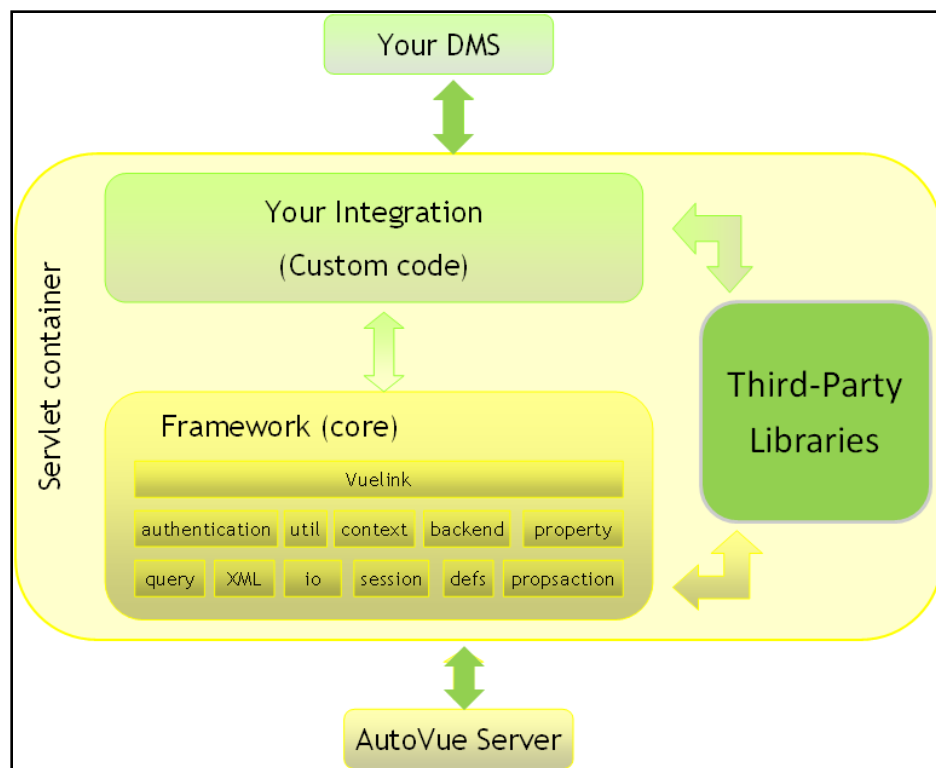 Your DMS
Servlet container
Your Integration
(Custom code)
Third-Party
Libraries
Framework (core)
Vuelink
authentication util context backend property
query XML io session defs propsaction
AutoVue Server